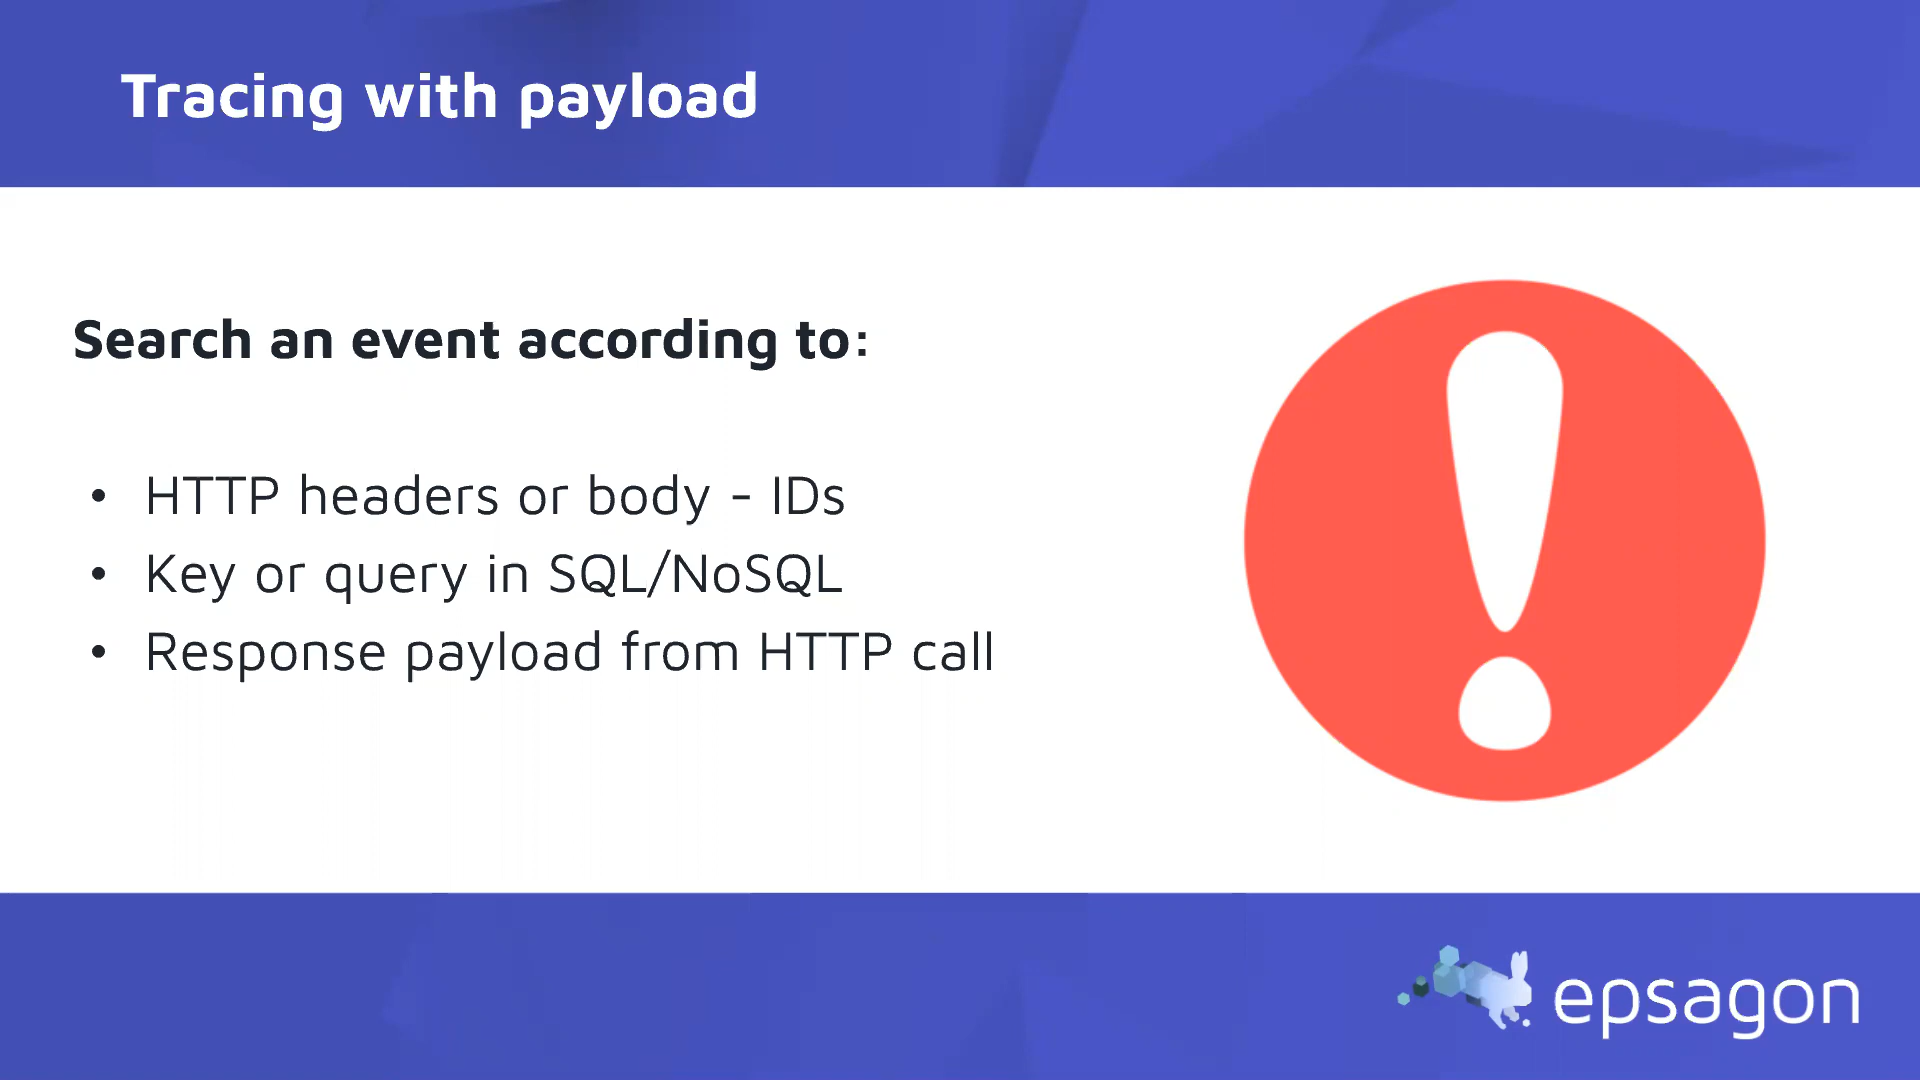 Tracing with payload
Search an event according to:
• HTTP headers or body - IDs
• Key or query in SQL/NoSQL
• Response payload from HTTP call
epsagon